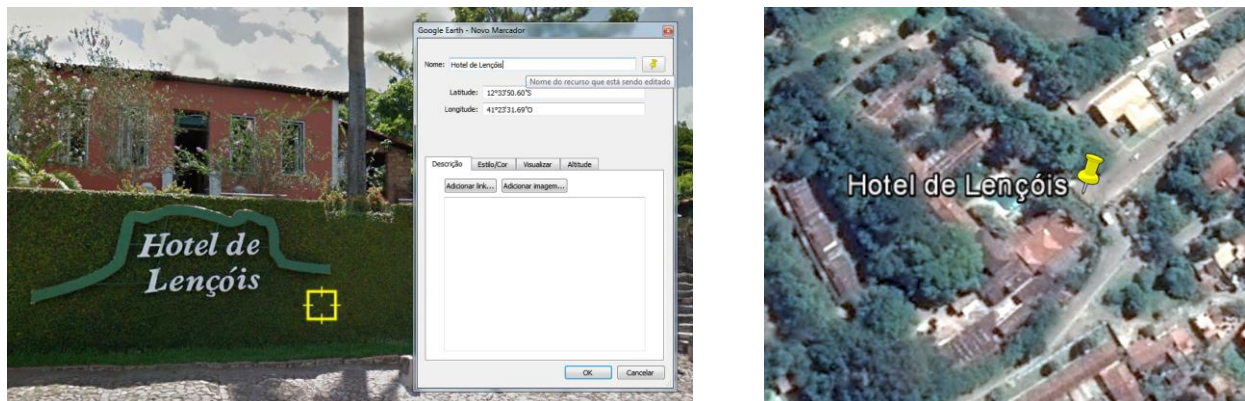 Google Earth - Novo Marcador
Nome: Hotel de Lençóis
Nome do recurso que está sendo editado
Latitude: 12°33'50.60"S
Longitude: 41°23'31.69"O
Descrição Estilo/Cor Visualizar Altitude
Adicionar link... Adicionar imagem...
Hotel de
Lençóis
OK Cancelar
Hotel de Lençóis